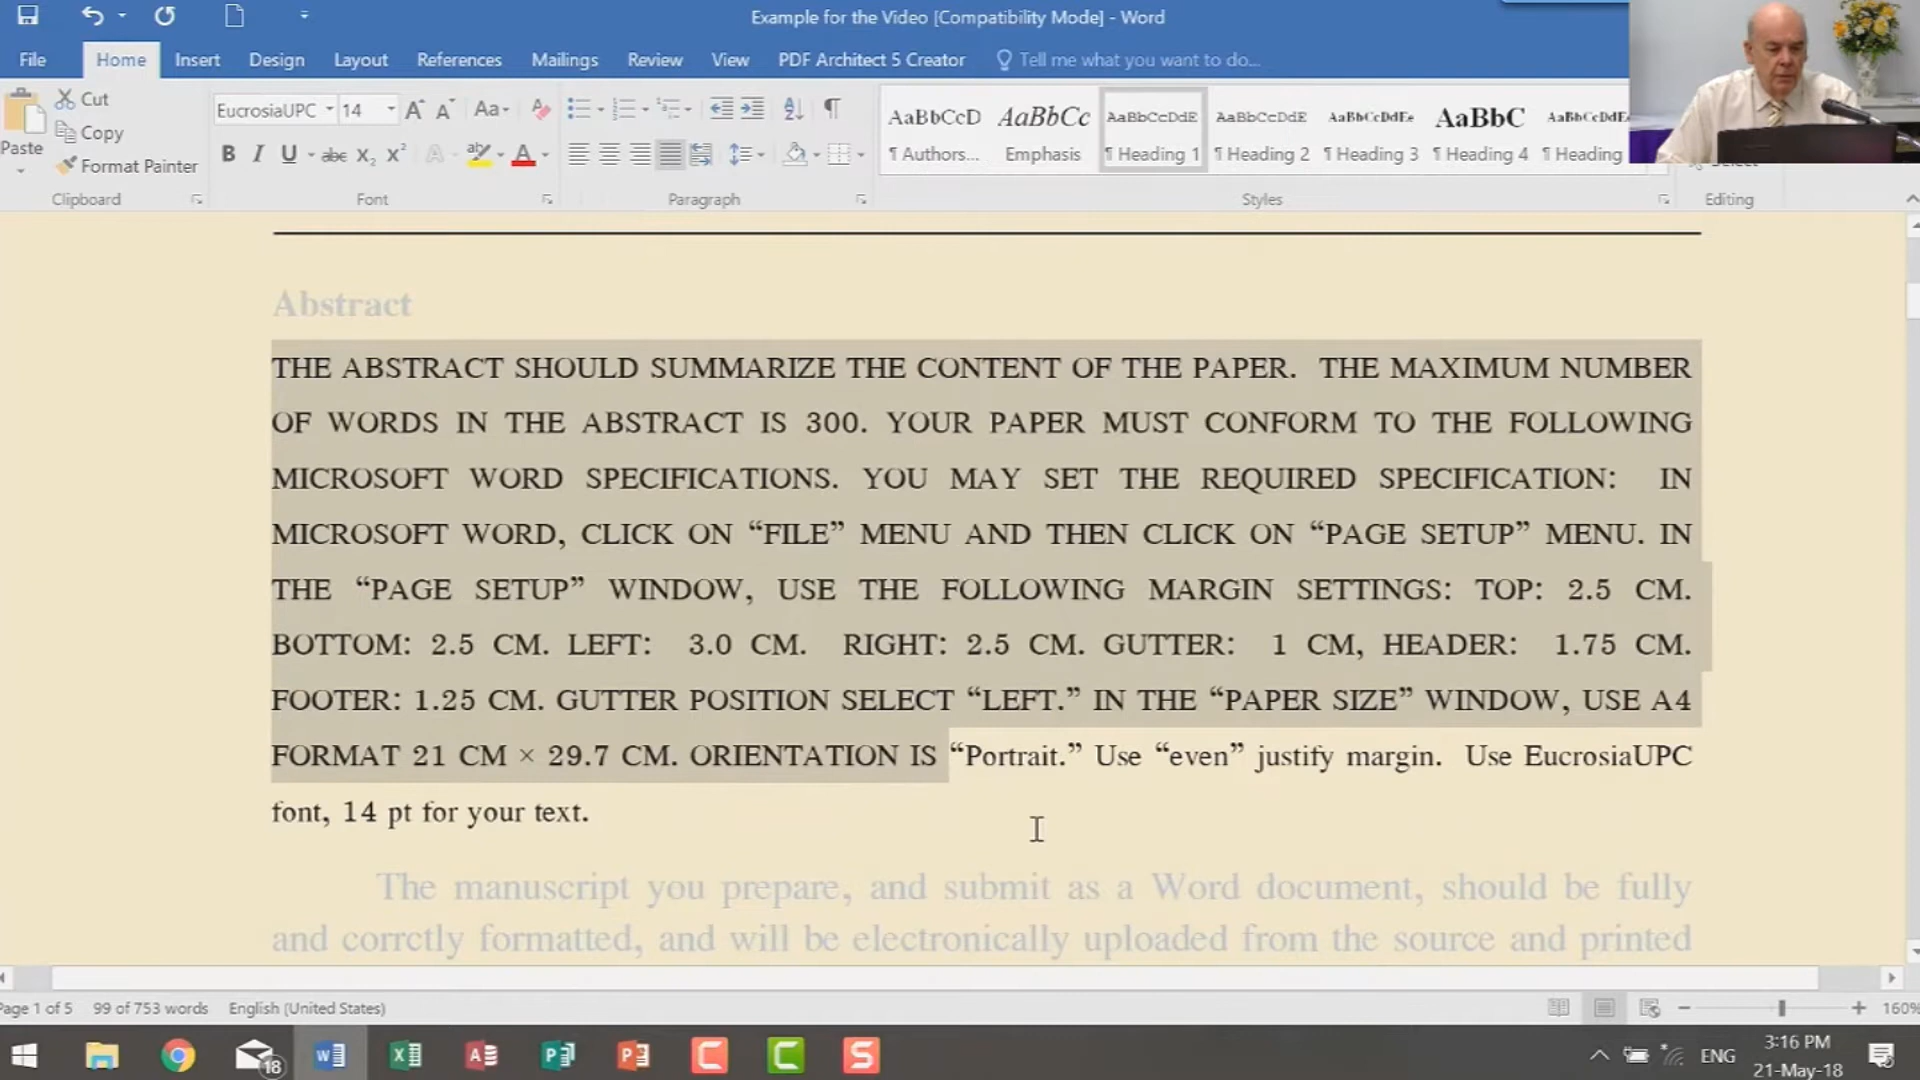 Example for the Video [Compatibility Mode] - Word
File Home Insert Design Layout References Mailings Review View PDF Architect 5 Creator Tell me what you want to do...
Paste
Cut
Copy
Format Painter
Clipboard
EucrosiaUPC 14 Aa
B I U abc X₂ X²
Font
Paragraph
AaBbCcD AaBbCc AaBbCcDdE AaBbCcDdE AaBbCcDdEe AaBbC AaBbCcDdE
¶ Authors... Emphasis ¶ Heading 1 ¶ Heading 2 ¶ Heading 3 ¶ Heading 4 ¶ Heading
Styles
Editing
Abstract
THE ABSTRACT SHOULD SUMMARIZE THE CONTENT OF THE PAPER. THE MAXIMUM NUMBER
OF WORDS IN THE ABSTRACT IS 300. YOUR PAPER MUST CONFORM TO THE FOLLOWING
MICROSOFT WORD SPECIFICATIONS. YOU MAY SET THE REQUIRED SPECIFICATION: IN
MICROSOFT WORD, CLICK ON “FILE” MENU AND THEN CLICK ON “PAGE SETUP” MENU. IN
THE “PAGE SETUP” WINDOW, USE THE FOLLOWING MARGIN SETTINGS: TOP: 2.5 CM.
BOTTOM: 2.5 CM. LEFT: 3.0 CM. RIGHT: 2.5 CM. GUTTER: 1 CM, HEADER: 1.75 CM.
FOOTER: 1.25 CM. GUTTER POSITION SELECT “LEFT.” IN THE “PAPER SIZE” WINDOW, USE A4
FORMAT 21 CM × 29.7 CM. ORIENTATION IS “Portrait.” Use “even” justify margin. Use EucrosiaUPC
font, 14 pt for your text.
The manuscript you prepare, and submit as a Word document, should be fully
and corrctly formatted, and will be electronically uploaded from the source and printed
Page 1 of 5 99 of 753 words English (United States) 160%
18
ENG
3:16 PM
21-May-18